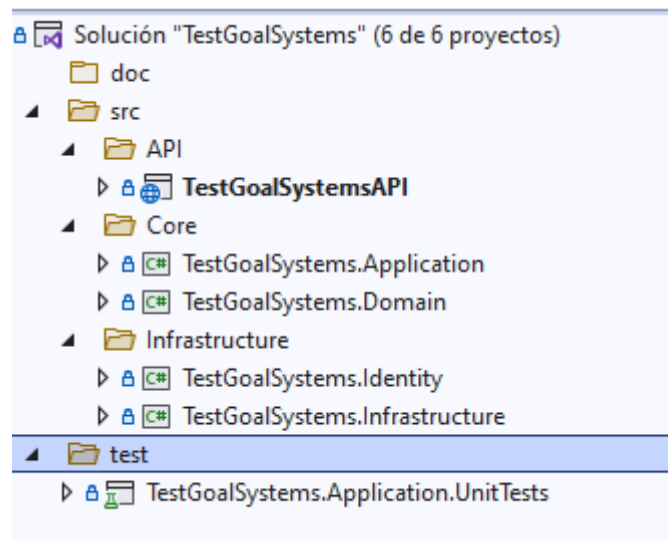 Solución "TestGoalSystems" (6 de 6 proyectos)
doc
src
API
TestGoalSystemsAPI
Core
C# TestGoalSystems.Application
C# TestGoalSystems.Domain
Infrastructure
C# TestGoalSystems.Identity
C# TestGoalSystems.Infrastructure
test
TestGoalSystems.Application.UnitTests